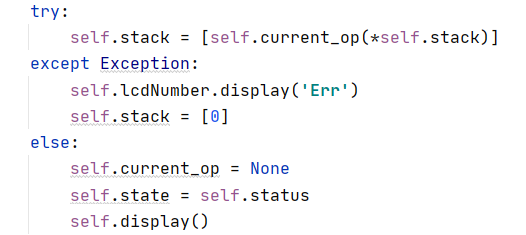 try:
    self.stack = [self.current_op(*self.stack)]
except Exception:
    self.lcdNumber.display('Err')
    self.stack = [0]
else:
    self.current_op = None
    self.state = self.status
    self.display()